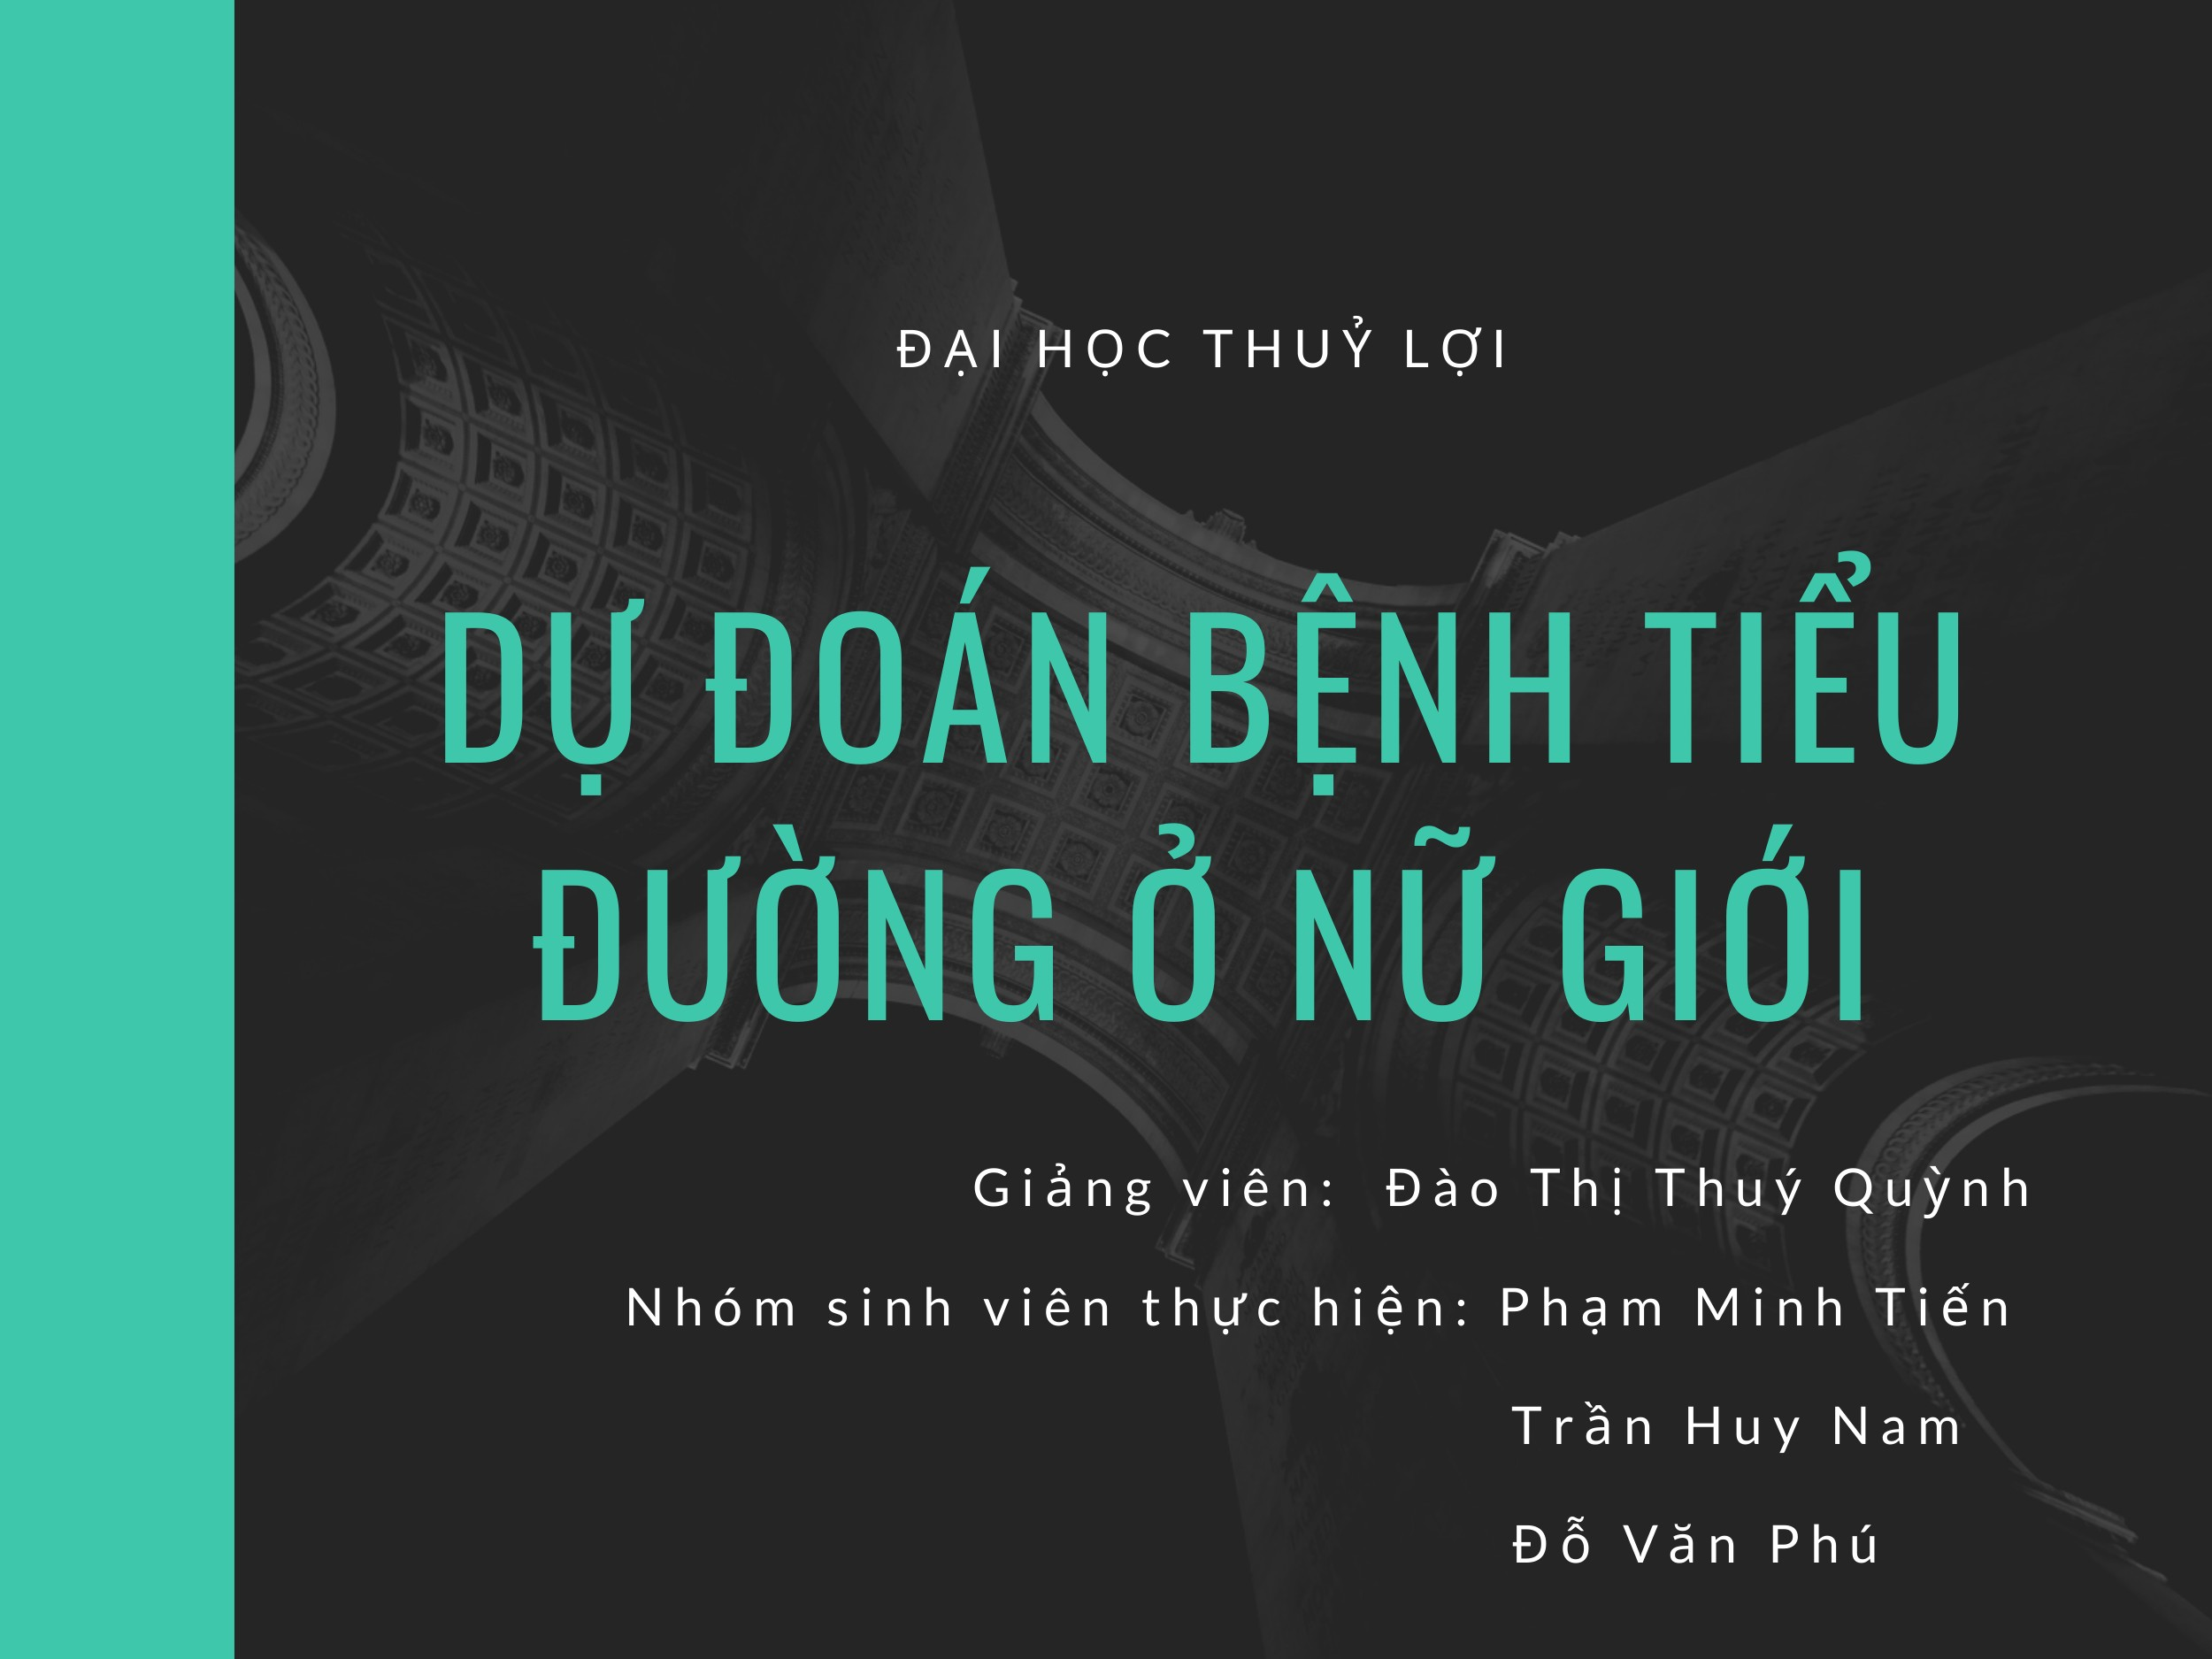 ĐẠI HỌC THUỶ LỢI
DỰ ĐOÁN BỆNH TIỂU
ĐƯỜNG Ở NỮ GIỚI
Giảng viên: Đào Thị Thuý Quỳnh
Nhóm sinh viên thực hiện: Phạm Minh Tiến
Trần Huy Nam
Đỗ Văn Phú